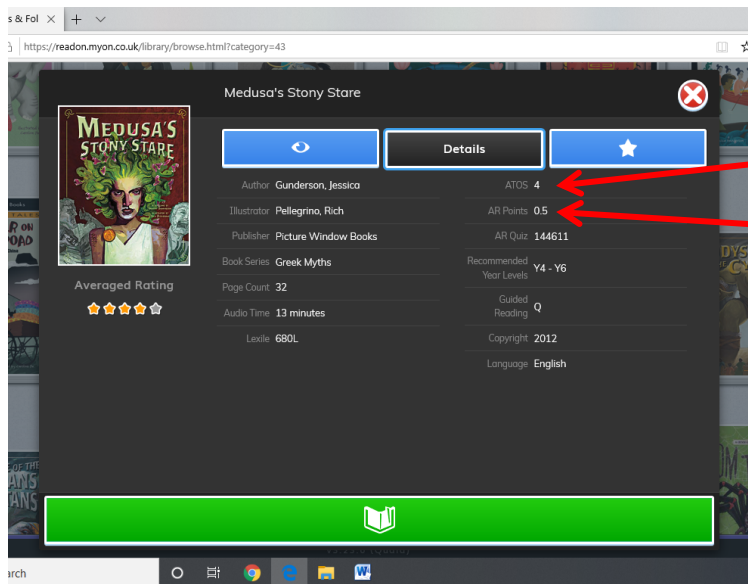 s & Fol
https://readon.myon.co.uk/library/browse.html?category=43
Medusa's Stony Stare
MEDUSA'S
STONY STARE
Details
Author Gunderson, Jessica
ATOS 4
Illustrator Pellegrino, Rich
AR Points 0.5
Publisher Picture Window Books
AR Quiz 144611
Book Series Greek Myths
Recommended
Year Levels Y4 - Y6
Page Count 32
Averaged Rating
Guided
Reading Q
Audio Time 13 minutes
Lexile 680L
Copyright 2012
Language English
arch